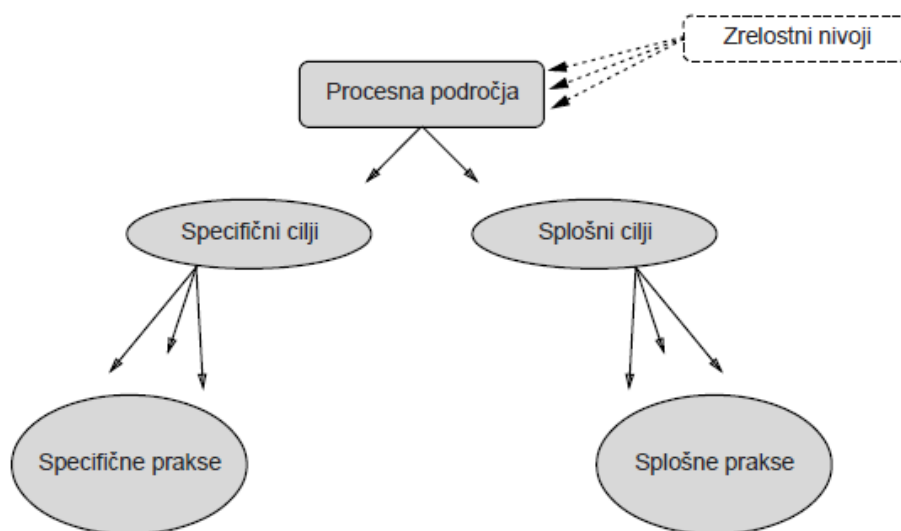 Zrelostni nivoji
Procesna področja
Specifični cilji
Splošni cilji
Specifične prakse
Splošne prakse